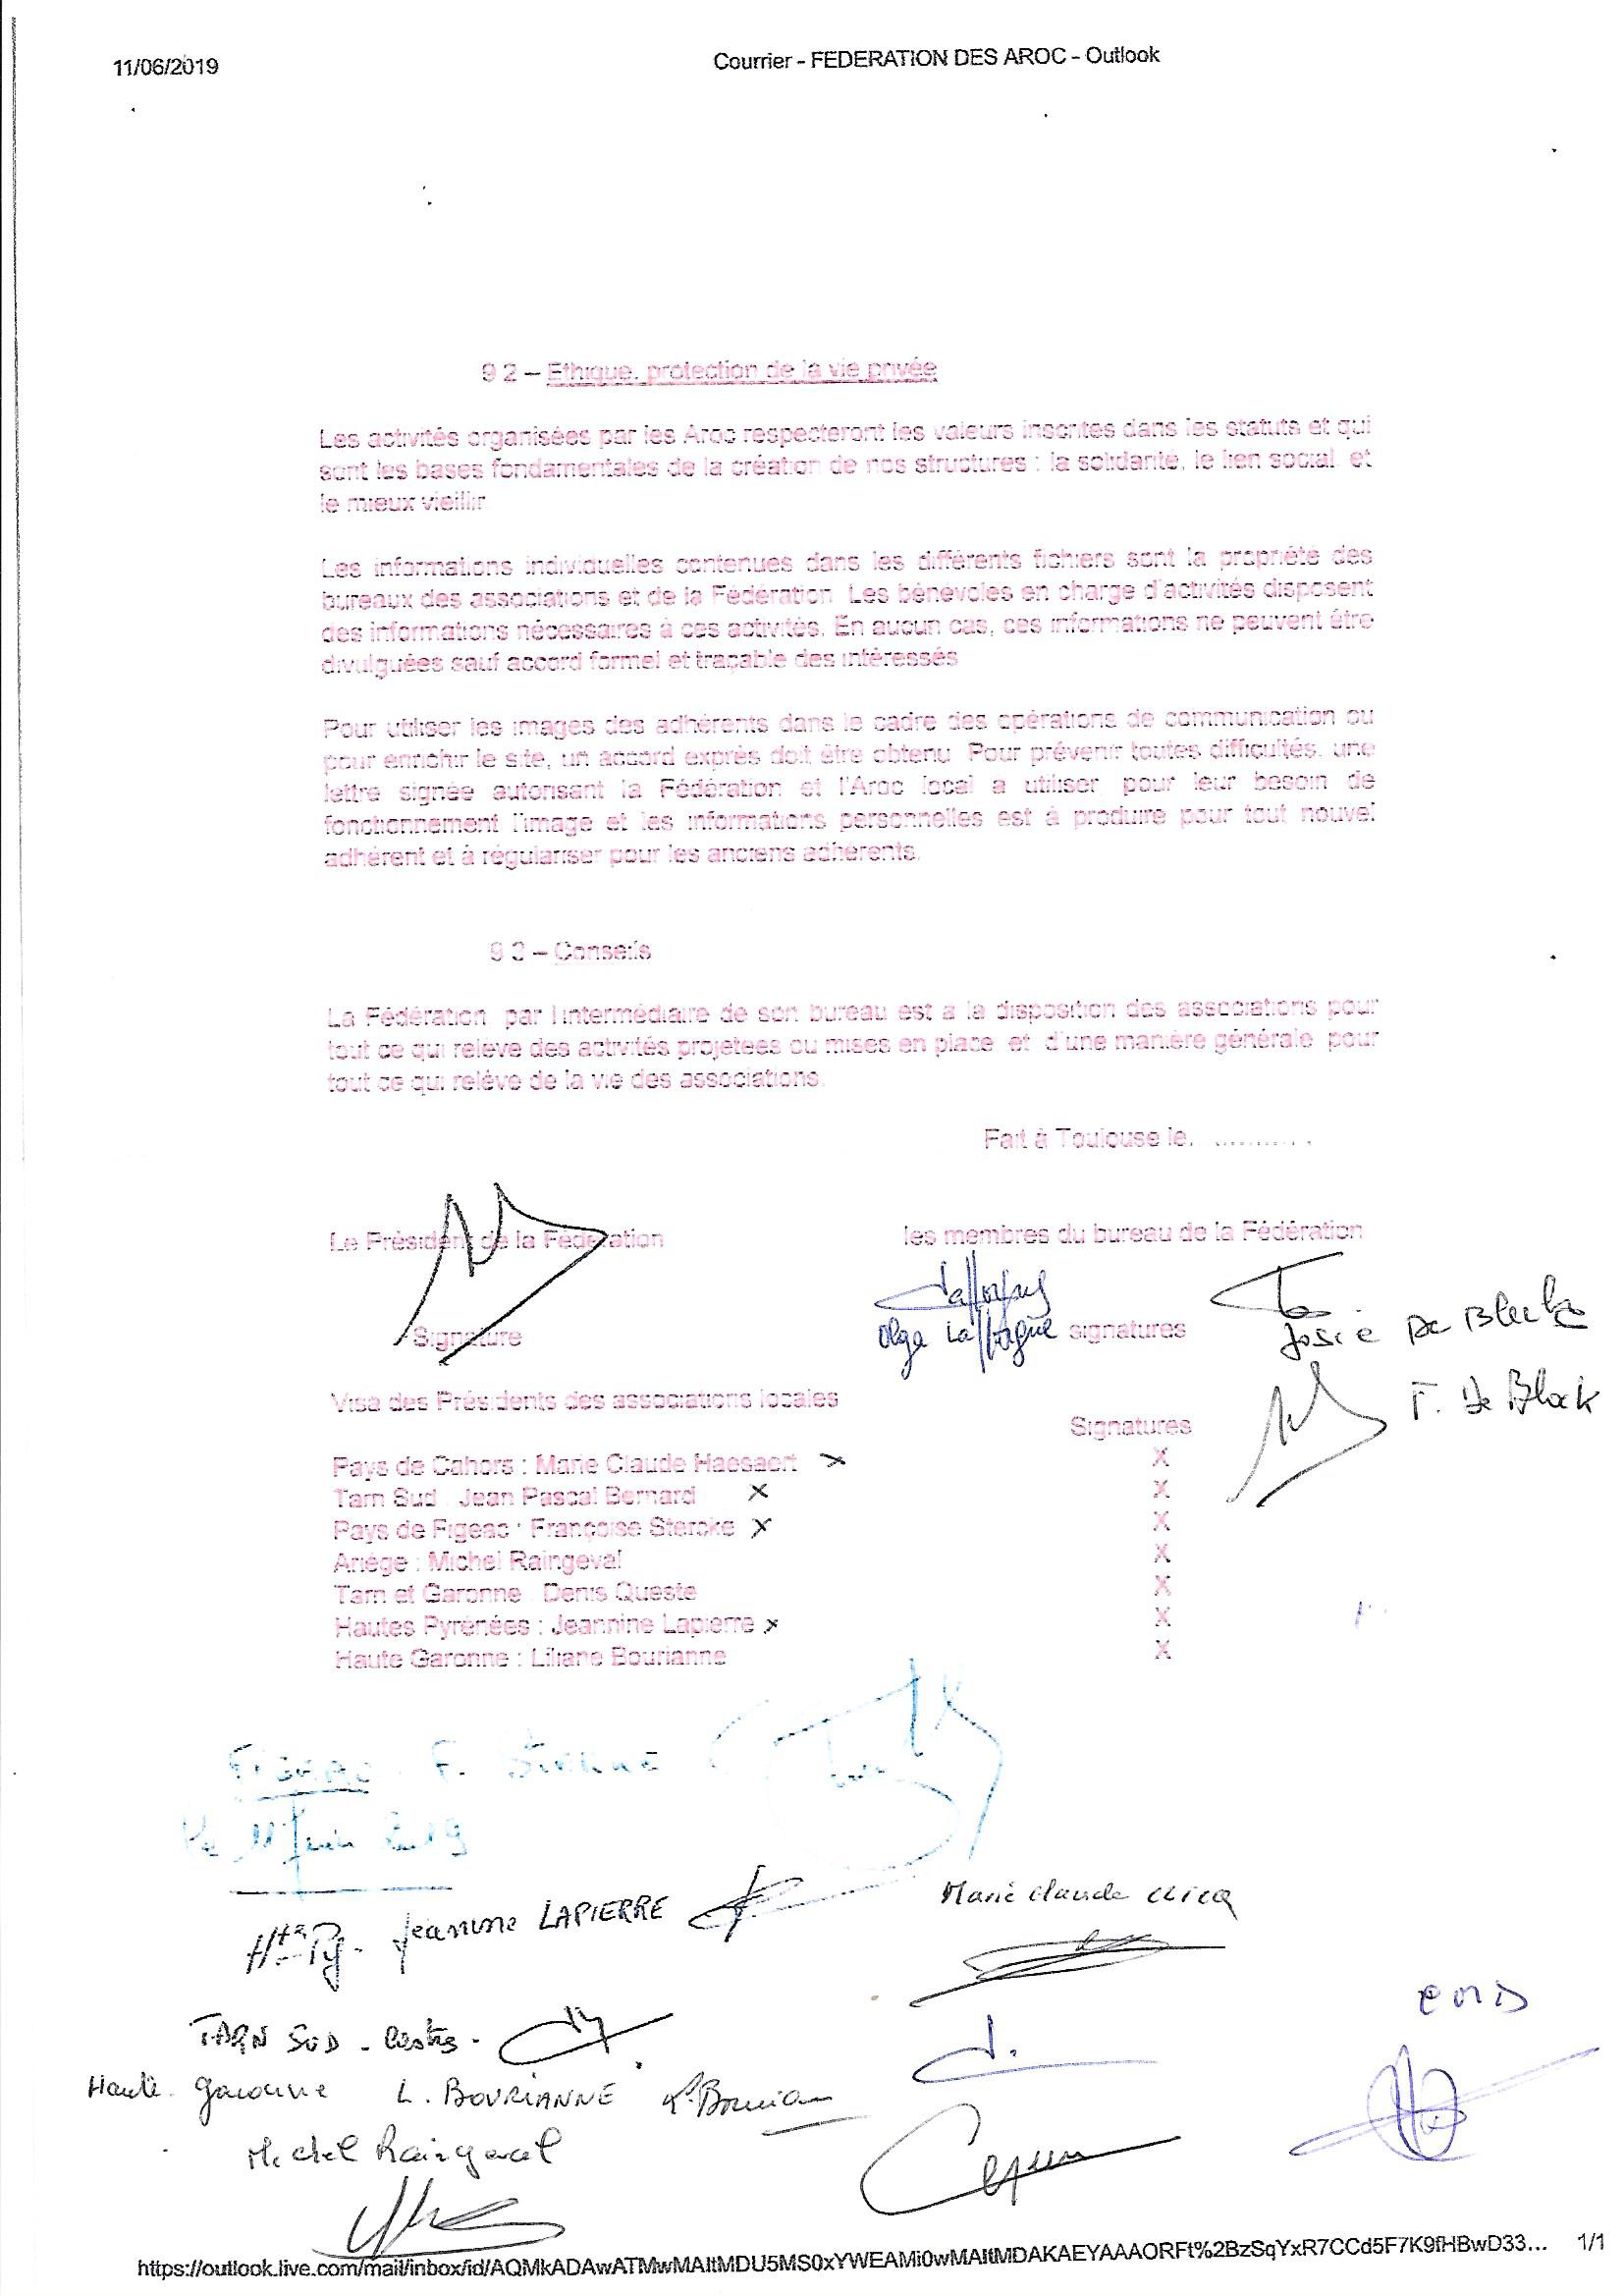 11/06/2019
Courrier - FEDERATION DES AROC - Outlook
9 2 – Ethique, protection de la vie privée
Les activités organisées par les Aroc respecteront les valeurs inscrites dans les statuts et qui
sont les bases fondamentales de la création de nos structures : la solidarité, le lien social et
le mieux vieillir
Les informations individuelles contenues dans les différents fichiers sont la propriété des
bureaux des associations et de la Fédération Les bénévoles en charge d'activités disposent
des informations nécessaires à ces activités. En aucun cas, ces informations ne peuvent être
divulguées sauf accord formel et traçable des intéressés
Pour utiliser les images des adhérents dans le cadre des opérations de communication ou
pour enrichir le site, un accord exprès doit être obtenu Pour prévenir toutes difficultés, une
lettre signée autorisant la Fédération et l'Aroc local a utiliser pour leur besoin de
fonctionnement l'image et les informations personnelles est à produire pour tout nouvel
adhérent et à régulariser pour les anciens adhérents.
9 3 – Conseils
La Fédération par l'intermédiaire de son bureau est a la disposition des associations pour
tout ce qui relève des activités projetées ou mises en place et d'une manière générale pour
tout ce qui relève de la vie des associations.
Fait à Toulouse le. ..........
Le Président de la Fédération
les membres du bureau de la Fédération
Laffargue
Signature
Olga Laffargue signatures
Josie De Block
F. De Block
Visa des Présidents des associations locales
Signatures
Pays de Cahors : Marie Claude Haesaert x X
Tarn Sud Jean Pascal Bernard x X
Pays de Figeac : Françoise Stercke x X
Ariège : Michel Raingeval X
Tarn et Garonne Denis Queste X
Hautes Pyrénées : Jeannine Lapierre x X
Haute Garonne : Liliane Bourianne X
FIGEAC F.
11 Juin 2019
Marie Claude CLICQ
Htes Py. Jeannine LAPIERRE
TARN SUD -
Haute Garonne L. BOURIANNE
Michel Raingeval
https://outlook.live.com/mail/inbox/id/AQMkADAwATMwMAItMDU5MS0xYWEAMi0wMAItMDAKAEYAAAORFt%2BzSqYxR7CCd5F7K9fHBwD33... 1/1